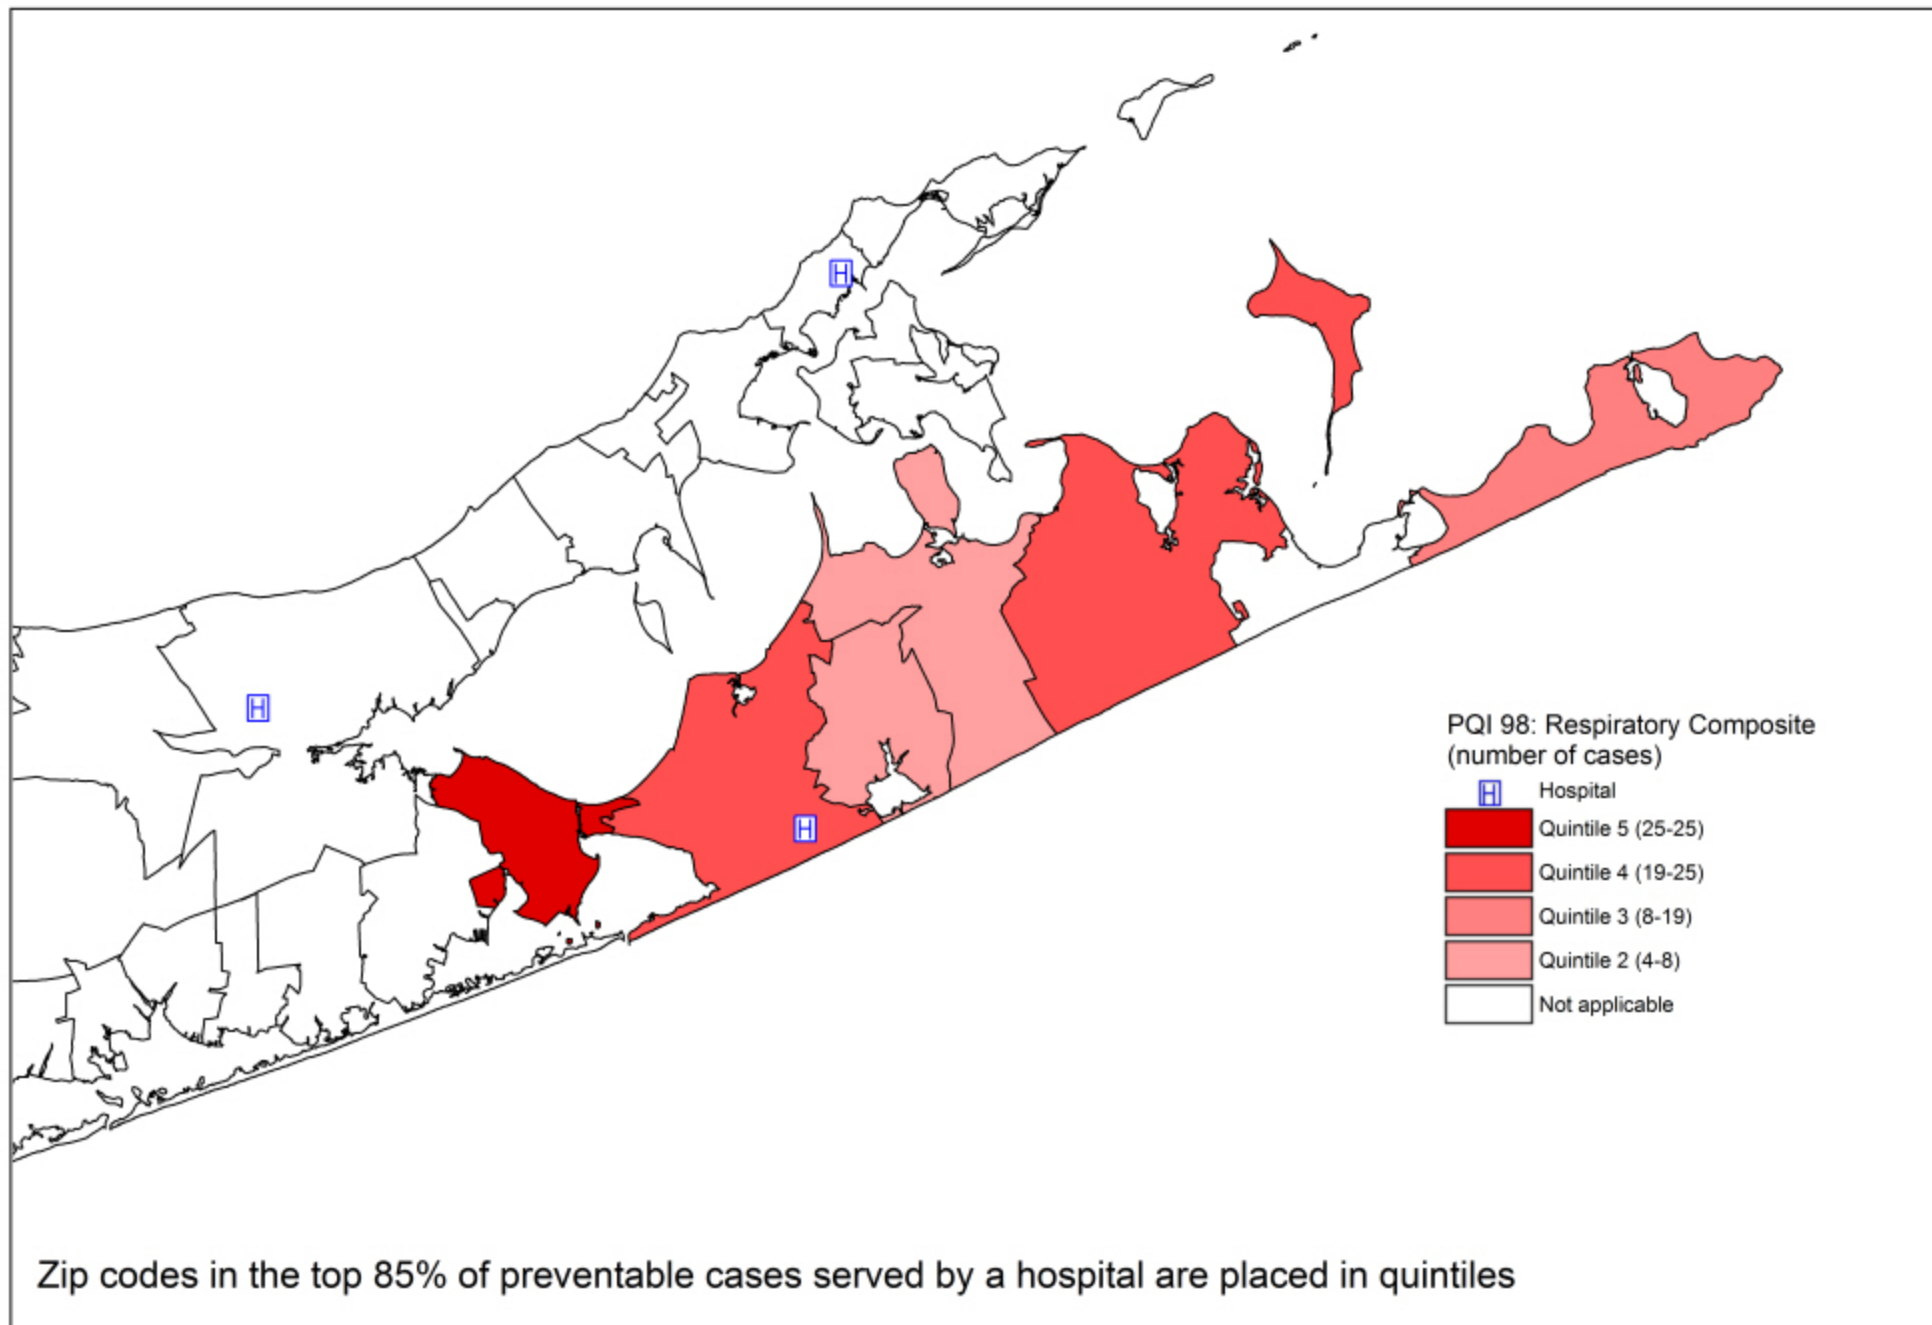 H
H
H
PQI 98: Respiratory Composite
(number of cases)
H Hospital
Quintile 5 (25-25)
Quintile 4 (19-25)
Quintile 3 (8-19)
Quintile 2 (4-8)
Not applicable
Zip codes in the top 85% of preventable cases served by a hospital are placed in quintiles